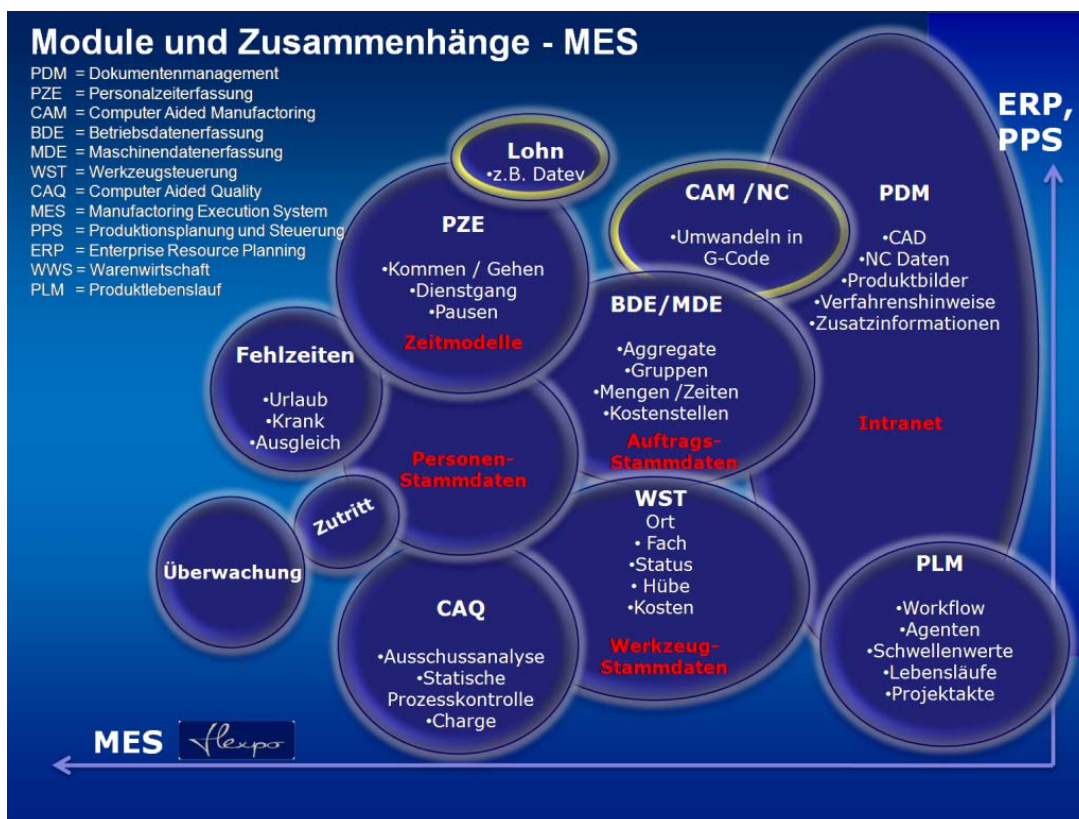 Module und Zusammenhänge - MES
PDM = Dokumentenmanagement
PZE = Personalzeiterfassung
CAM = Computer Aided Manufactoring
BDE = Betriebsdatenerfassung
MDE = Maschinendatenerfassung
WST = Werkzeugsteuerung
CAQ = Computer Aided Quality
MES = Manufactoring Execution System
PPS = Produktionsplanung und Steuerung
ERP = Enterprise Resource Planning
WWS = Warenwirtschaft
PLM = Produktlebenslauf
ERP,
PPS
Lohn
•z.B. Datev
PZE
•Kommen / Gehen
•Dienstgang
•Pausen
Zeitmodelle
CAM /NC
•Umwandeln in
G-Code
PDM
•CAD
•NC Daten
•Produktbilder
•Verfahrenshinweise
•Zusatzinformationen
Intranet
BDE/MDE
•Aggregate
•Gruppen
•Mengen /Zeiten
•Kostenstellen
Auftrags-
Stammdaten
Fehlzeiten
•Urlaub
•Krank
•Ausgleich
Personen-
Stammdaten
Zutritt
Überwachung
WST
Ort
• Fach
•Status
• Hübe
•Kosten
Werkzeug-
Stammdaten
CAQ
•Ausschussanalyse
•Statische
Prozesskontrolle
•Charge
PLM
•Workflow
•Agenten
•Schwellenwerte
•Lebensläufe
•Projektakte
MES
flexpo